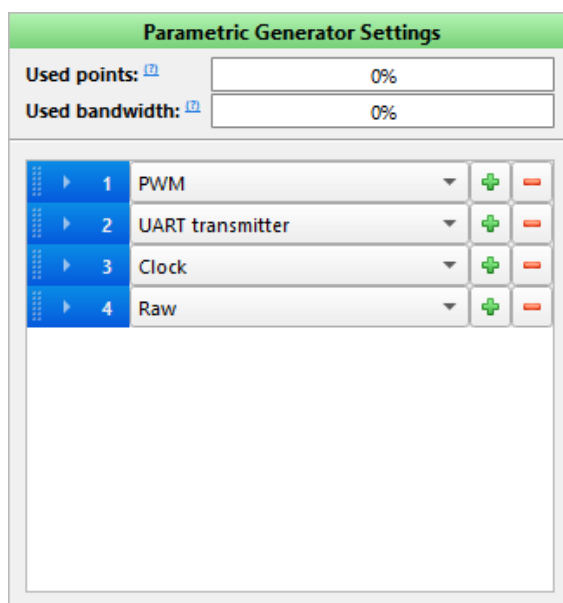 Parametric Generator Settings
Used points: (?) 0%
Used bandwidth: (?) 0%
1 PWM
2 UART transmitter
3 Clock
4 Raw